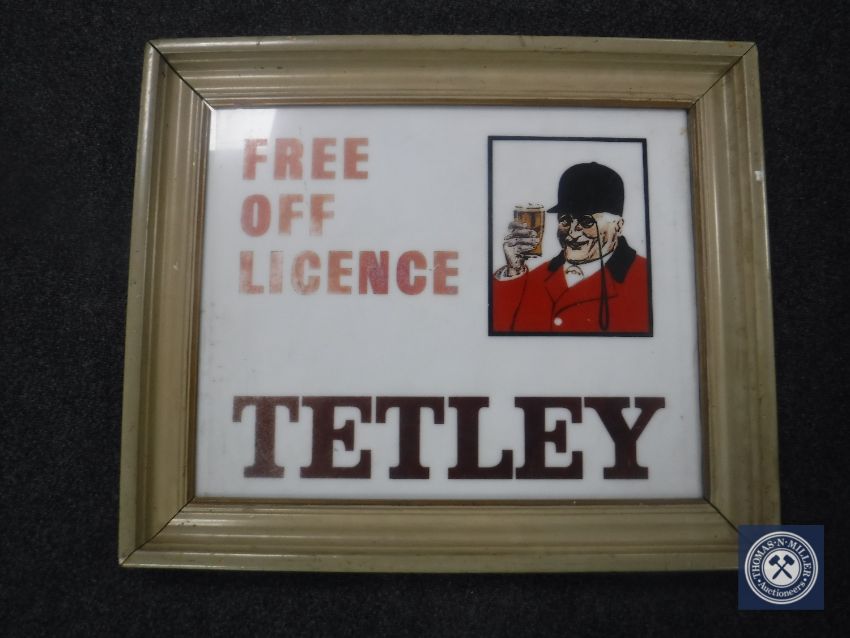 FREE
OFF
LICENCE
TETLEY
THOMAS·N·MILLER
Auctioneers